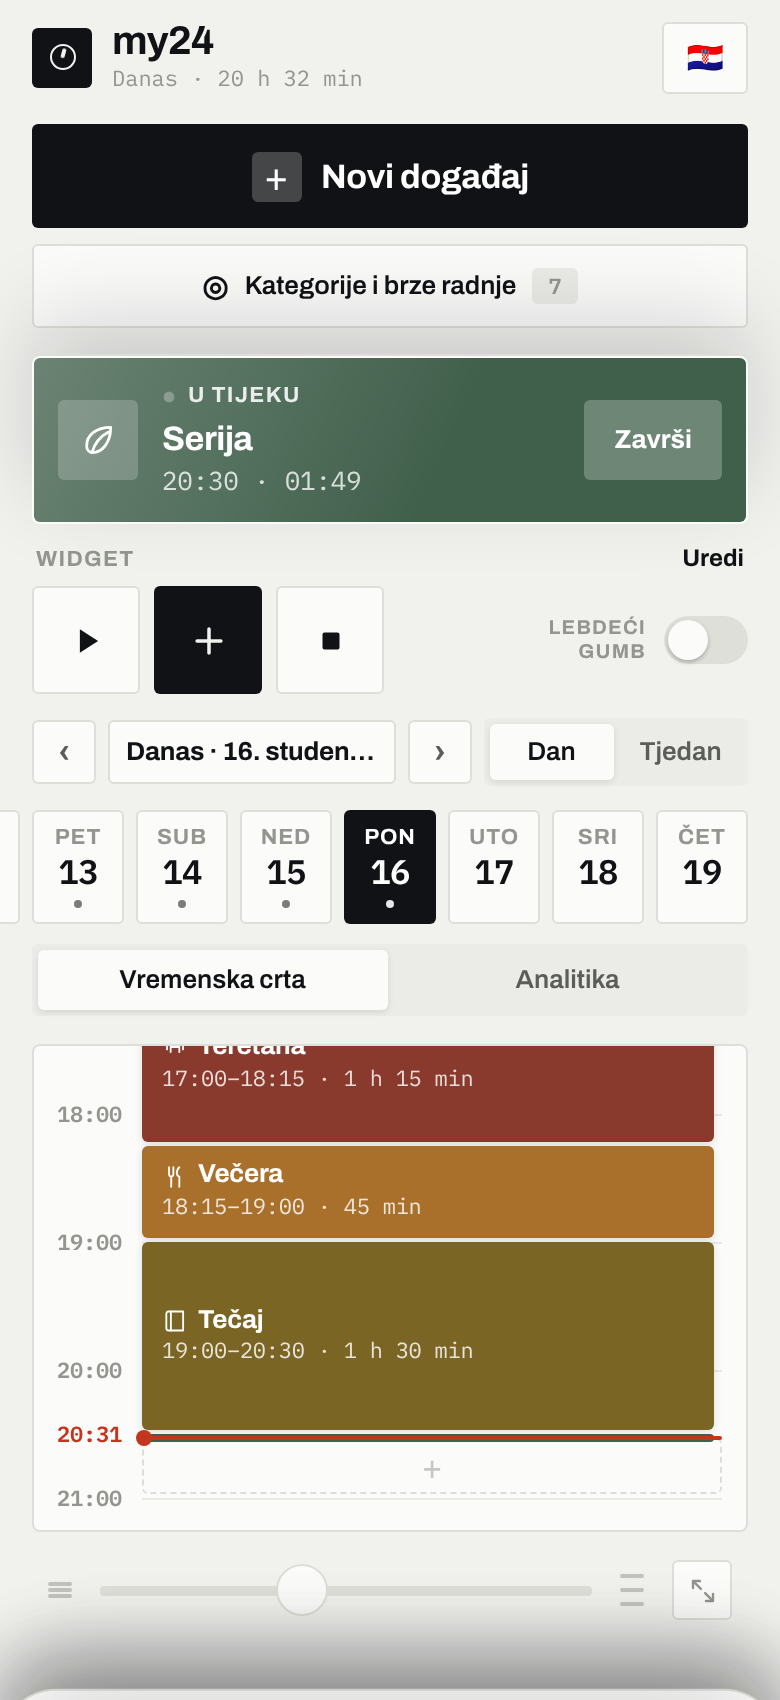 my24
Danas · 20 h 32 min
+ Novi događaj
Kategorije i brze radnje 7
U TIJEKU
Serija
20:30 · 01:49
Završi
WIDGET
Uredi
LEBDEĆI
GUMB
‹ Danas · 16. studen… ›
Dan Tjedan
PET SUB NED PON UTO SRI ČET
13 14 15 16 17 18 19
Vremenska crta Analitika
Teretana
17:00–18:15 · 1 h 15 min
18:00
Večera
18:15–19:00 · 45 min
19:00
Tečaj
19:00–20:30 · 1 h 30 min
20:00
20:31
+
21:00